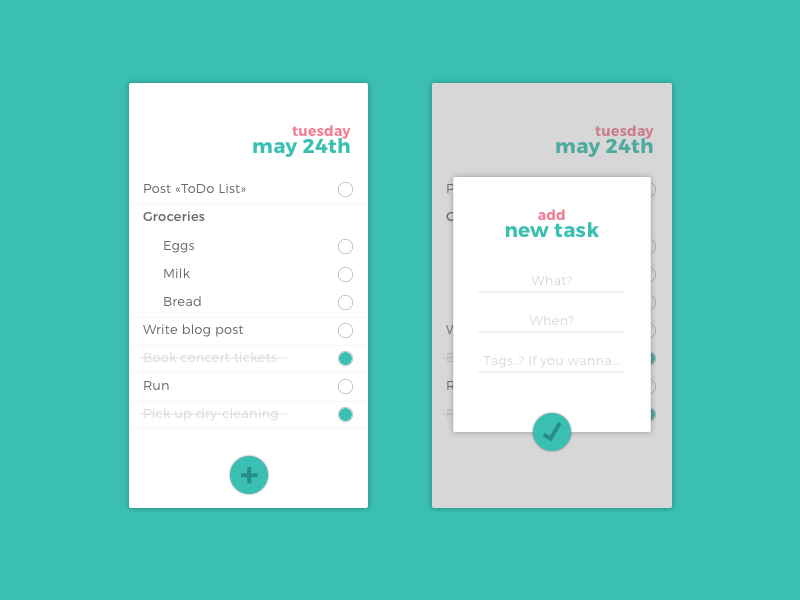 tuesday
may 24th
Post «ToDo List»
Groceries
Eggs
Milk
Bread
Write blog post
Book concert tickets
Run
Pick up dry-cleaning
tuesday
may 24th
P
add
new task
What?
When?
Tags..? If you wanna...